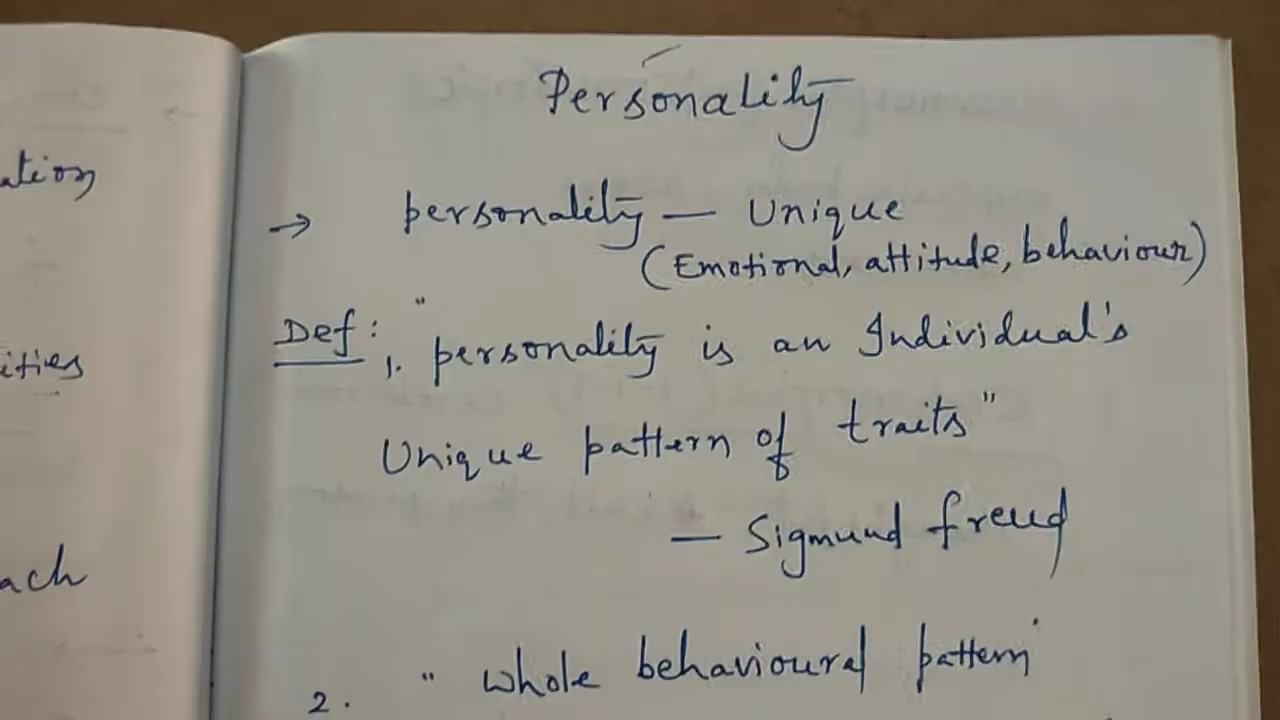 ation
ities
ach
Personality
→ personality — Unique
(Emotional, attitude, behaviour)
Def: 1. "personality is an Individual's
Unique pattern of traits"
— Sigmund freud
2. " whole behavioural pattern